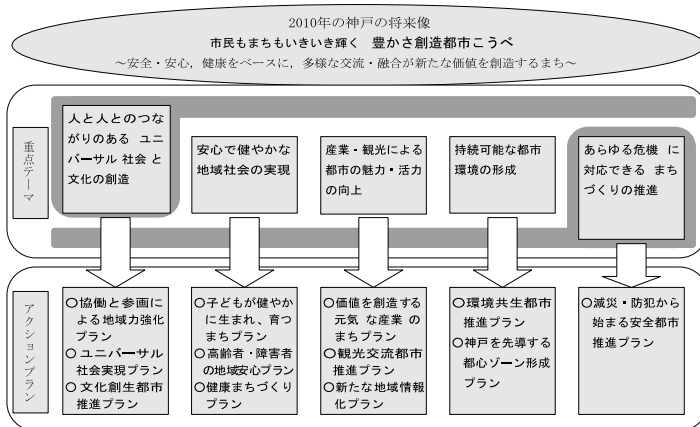 2010年の神戸の将来像
市民もまちもいきいき輝く 豊かさ創造都市こうべ
～安全・安心，健康をベースに，多様な交流・融合が新たな価値を創造するまち～
重点テーマ
人と人とのつな
がりのある ユニ
バーサル 社会 と
文化の創造
安心で健やかな
地域社会の実現
産業・観光による
都市の魅力・活力
の向上
持続可能な都市
環境の形成
あらゆる危機 に
対応できる まち
づくりの推進
アクションプラン
○協働と参画に
よる地域力強化
プラン
○ユニバーサル
社会実現プラン
○文化創生都市
推進プラン
○子どもが健やか
に生まれ、育つ
まちプラン
○高齢者・障害者
の地域安心プラン
○健康まちづくり
プラン
○価値を創造する
元気 な産業 の
まちプラン
○観光交流都市
推進プラン
○新たな地域情報
化プラン
○環境共生都市
推進プラン
○神戸を先導する
都心ゾーン形成
プラン
○減災・防犯から
始まる安全都市
推進プラン